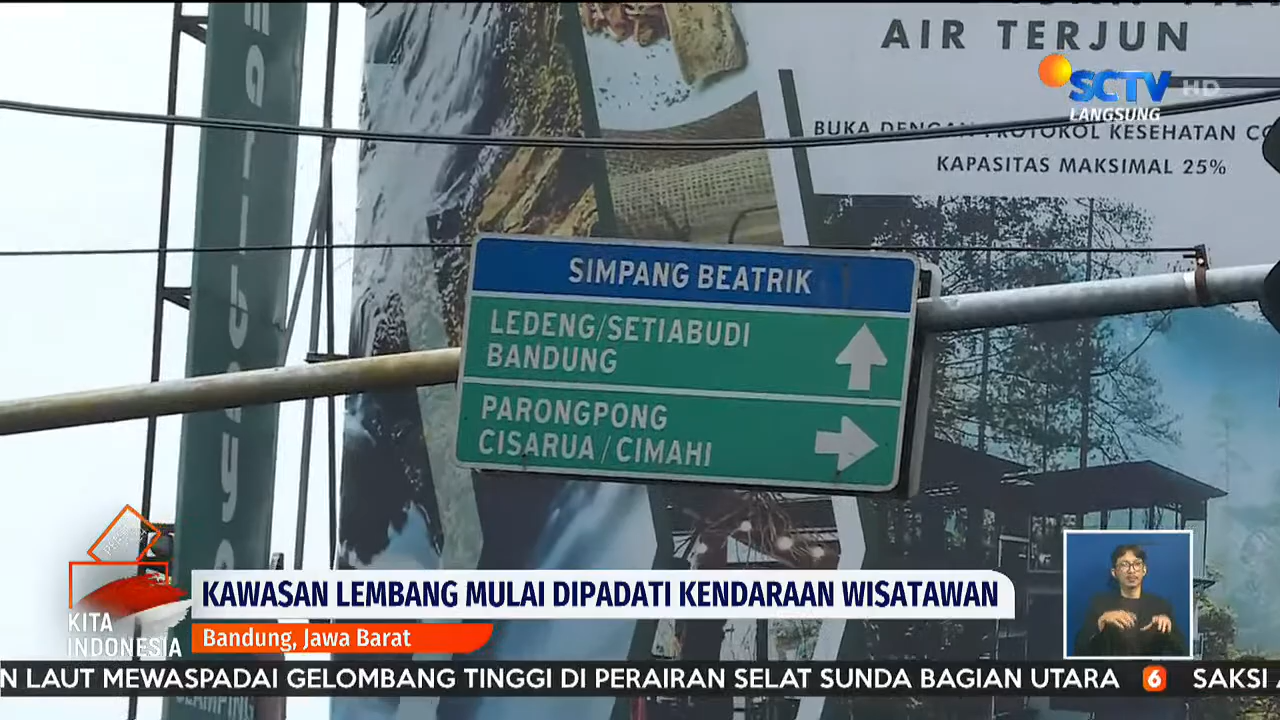 AIR TERJUN
SCTV HD
LANGSUNG
BUKA DENGAN PROTOKOL KESEHATAN
KAPASITAS MAKSIMAL 25%
SIMPANG BEATRIK
LEDENG/SETIABUDI
BANDUNG
PARONGPONG
CISARUA / CIMAHI
KAWASAN LEMBANG MULAI DIPADATI KENDARAAN WISATAWAN
KITA
INDONESIA
Bandung, Jawa Barat
N LAUT MEWASPADAI GELOMBANG TINGGI DI PERAIRAN SELAT SUNDA BAGIAN UTARA 6 SAKSI
GLAMPING